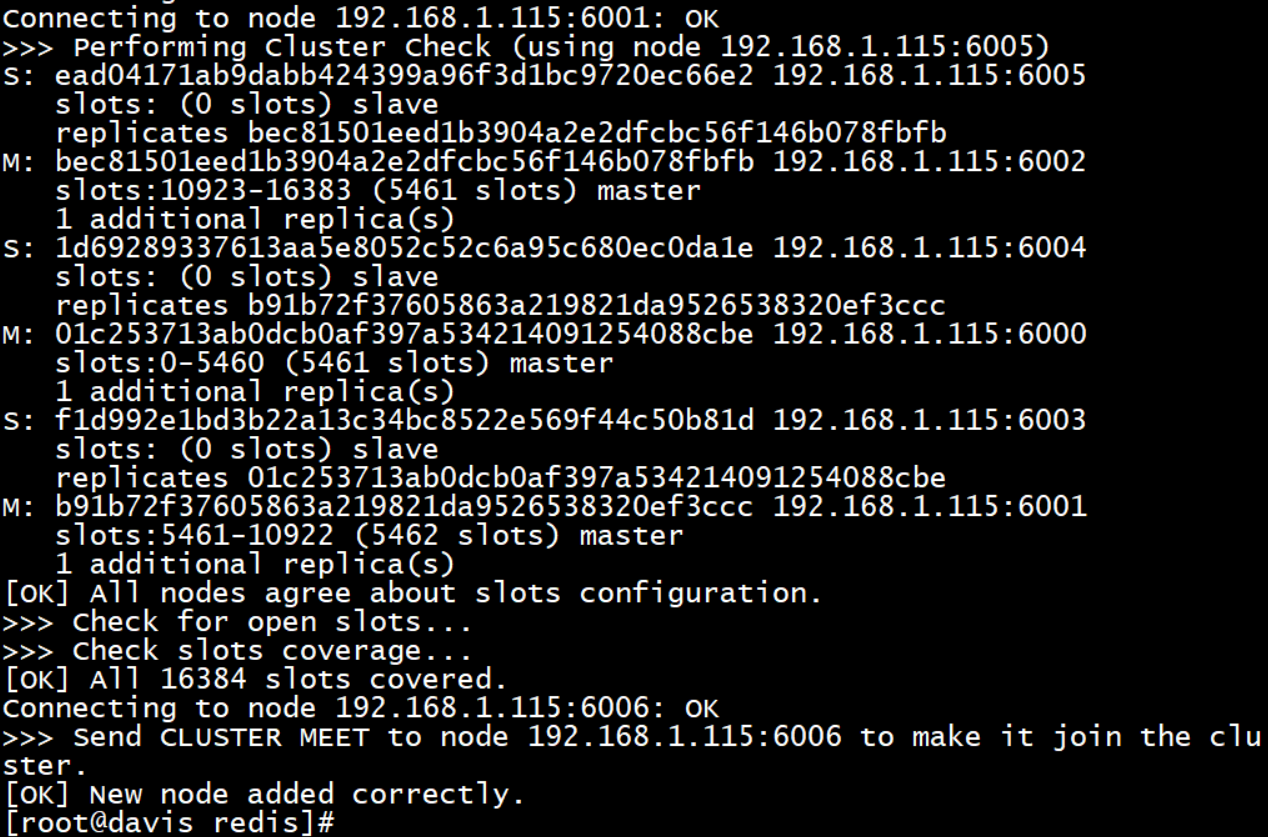 Connecting to node 192.168.1.115:6001: OK
>>> Performing Cluster Check (using node 192.168.1.115:6005)
S: ead04171ab9dabb424399a96f3d1bc9720ec66e2 192.168.1.115:6005
   slots: (0 slots) slave
   replicates bec81501eed1b3904a2e2dfcbc56f146b078fbfb
M: bec81501eed1b3904a2e2dfcbc56f146b078fbfb 192.168.1.115:6002
   slots:10923-16383 (5461 slots) master
   1 additional replica(s)
S: 1d69289337613aa5e8052c52c6a95c680ec0da1e 192.168.1.115:6004
   slots: (0 slots) slave
   replicates b91b72f37605863a219821da9526538320ef3ccc
M: 01c253713ab0dcb0af397a534214091254088cbe 192.168.1.115:6000
   slots:0-5460 (5461 slots) master
   1 additional replica(s)
S: f1d992e1bd3b22a13c34bc8522e569f44c50b81d 192.168.1.115:6003
   slots: (0 slots) slave
   replicates 01c253713ab0dcb0af397a534214091254088cbe
M: b91b72f37605863a219821da9526538320ef3ccc 192.168.1.115:6001
   slots:5461-10922 (5462 slots) master
   1 additional replica(s)
[OK] All nodes agree about slots configuration.
>>> Check for open slots...
>>> Check slots coverage...
[OK] All 16384 slots covered.
Connecting to node 192.168.1.115:6006: OK
>>> Send CLUSTER MEET to node 192.168.1.115:6006 to make it join the clu
ster.
[OK] New node added correctly.
[root@davis redis]#